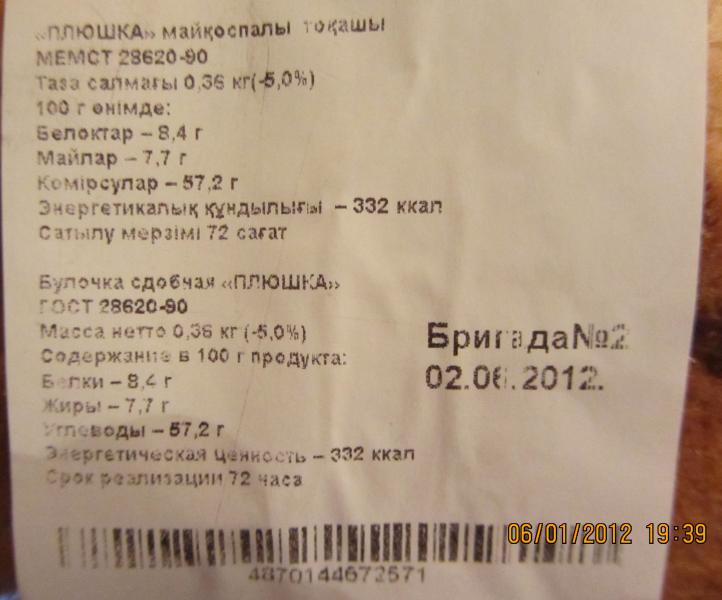 «ПЛЮШКА» майқоспалы тоқашы
МЕМСТ 28620-90
Таза салмағы 0,36 кг(-5,0%)
100 г өнімде:
Белоктар – 8,4 г
Майлар – 7,7 г
Көмірсулар – 57,2 г
Энергетикалық құндылығы – 332 ккал
Сатылу мерзімі 72 сағат
Булочка сдобная «ПЛЮШКА»
ГОСТ 28620-90
Масса нетто 0,36 кг (-5,0%)
Содержание в 100 г продукта:
Белки – 8,4 г
Жиры – 7,7 г
Углеводы – 57,2 г
Энергетическая ценность – 332 ккал
Срок реализации 72 часа
Бригада№2
02.06.2012.
4870144672571
06/01/2012 19:39